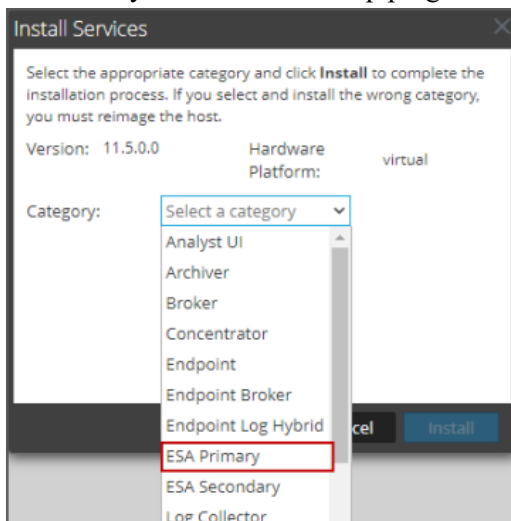 Install Services
Select the appropriate category and click Install to complete the
installation process. If you select and install the wrong category,
you must reimage the host.
Version: 11.5.0.0 Hardware Platform: virtual
Category: Select a category
Analyst UI
Archiver
Broker
Concentrator
Endpoint
Endpoint Broker
Endpoint Log Hybrid
cel Install
ESA Primary
ESA Secondary
Log Collector